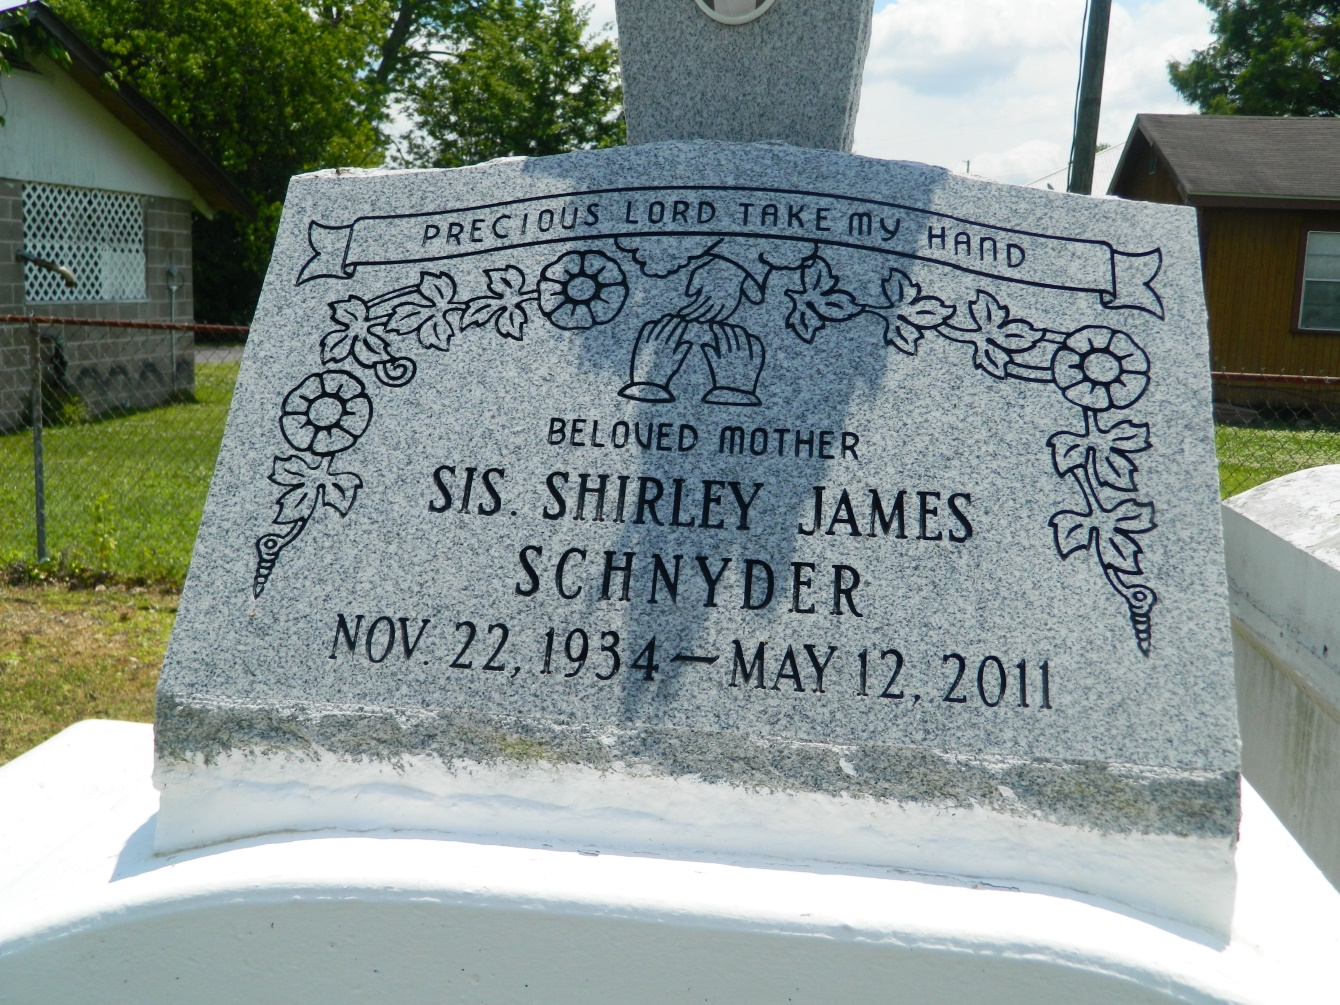 PRECIOUS LORD TAKE MY HAND
BELOVED MOTHER
SIS. SHIRLEY JAMES
SCHNYDER
NOV. 22, 1934 — MAY 12, 2011